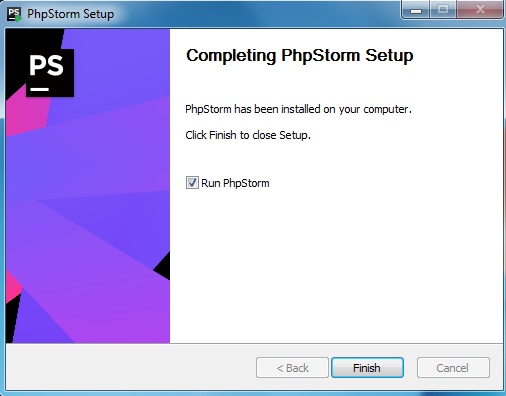 PS PhpStorm Setup
PS
Completing PhpStorm Setup
PhpStorm has been installed on your computer.
Click Finish to close Setup.
Run PhpStorm
< Back
Finish
Cancel